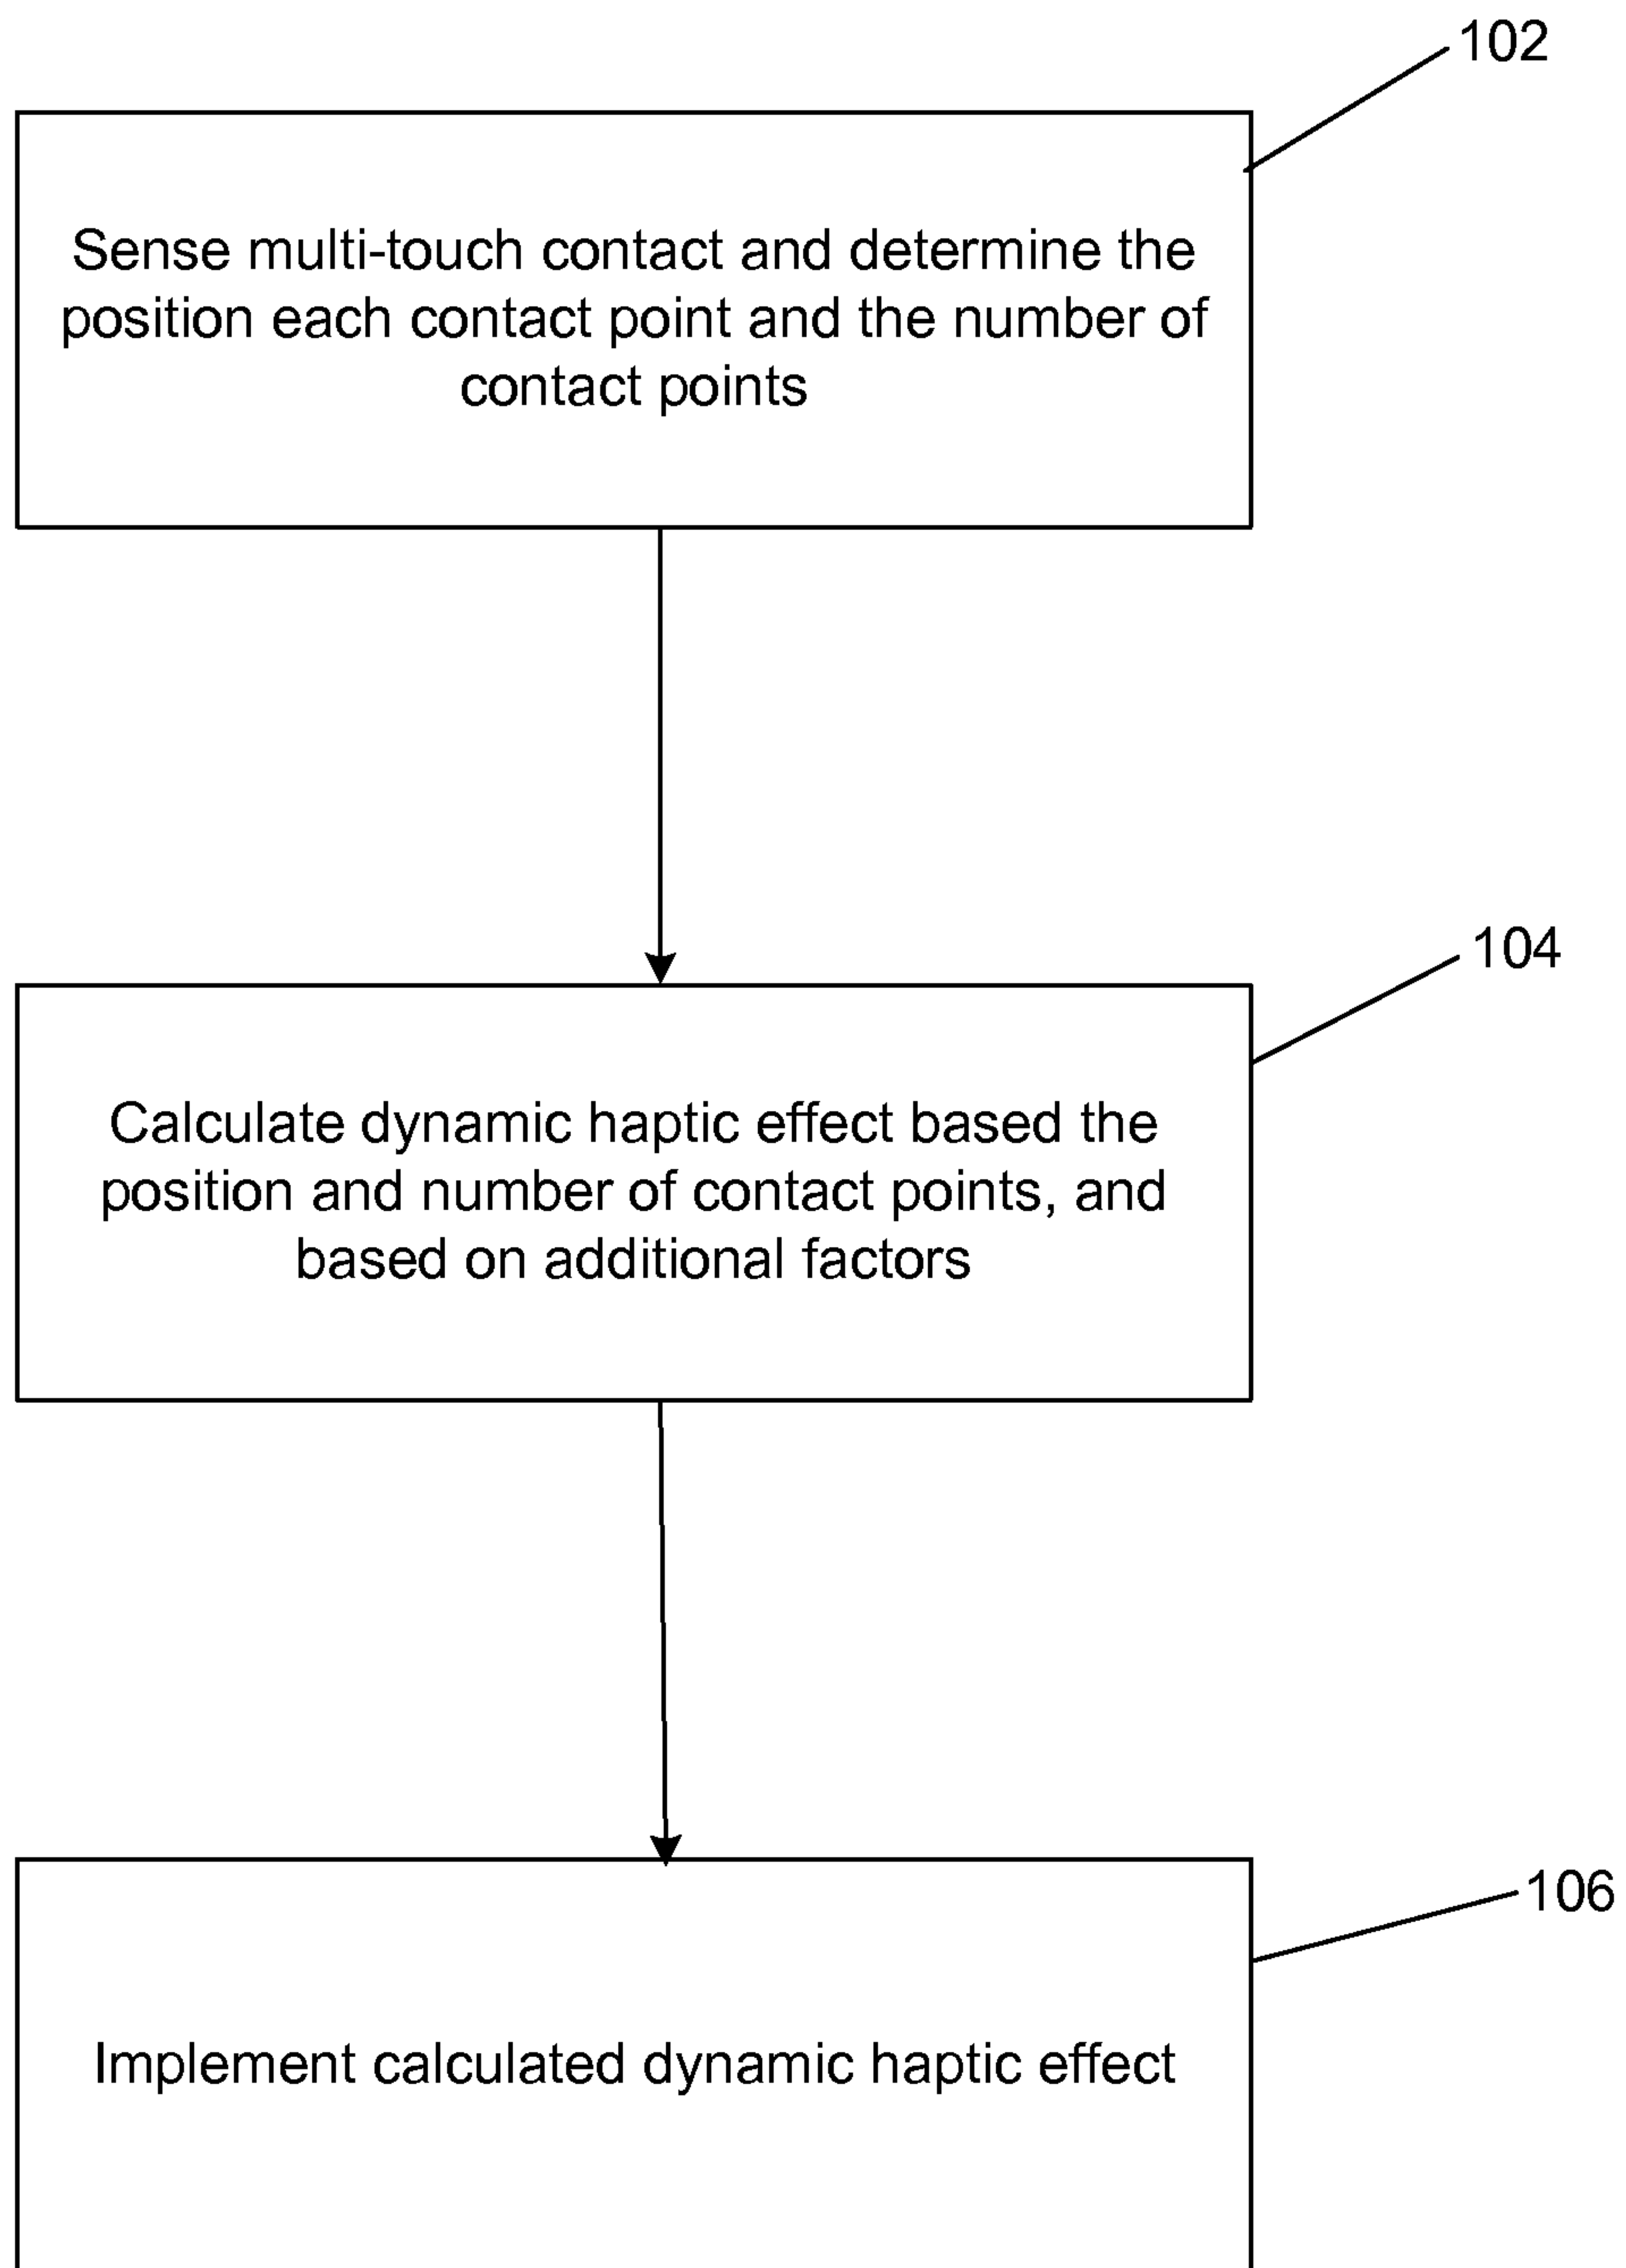 102
Sense multi-touch contact and determine the
position each contact point and the number of
contact points
104
Calculate dynamic haptic effect based the
position and number of contact points, and
based on additional factors
106
Implement calculated dynamic haptic effect